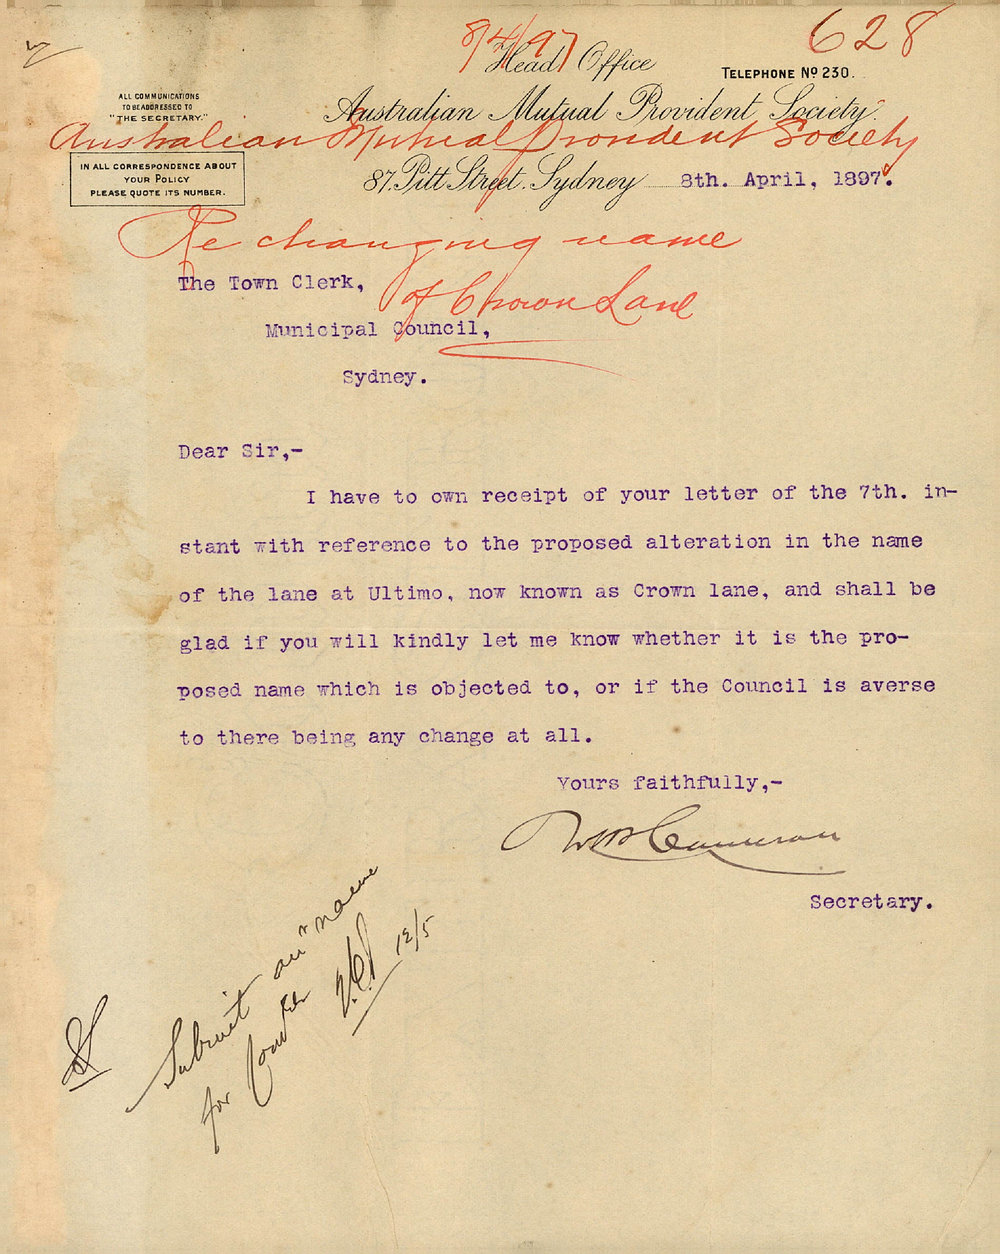 8/4/97
628
Head Office
TELEPHONE Nº 230.
ALL COMMUNICATIONS
TO BE ADDRESSED TO
"THE SECRETARY."
Australian Mutual Provident Society.
Australian Mutual Provident Society
IN ALL CORRESPONDENCE ABOUT
YOUR POLICY
PLEASE QUOTE ITS NUMBER.
87. Pitt Street. Sydney 8th. April, 1897.
Re changing name
of Crown Lane
The Town Clerk,
Municipal Council,
Sydney.
Dear Sir,-
I have to own receipt of your letter of the 7th. in-
stant with reference to the proposed alteration in the name
of the lane at Ultimo, now known as Crown lane, and shall be
glad if you will kindly let me know whether it is the pro-
posed name which is objected to, or if the Council is averse
to there being any change at all.
Yours faithfully,-
Cameron
Secretary.
Submit anr name
for
12/5